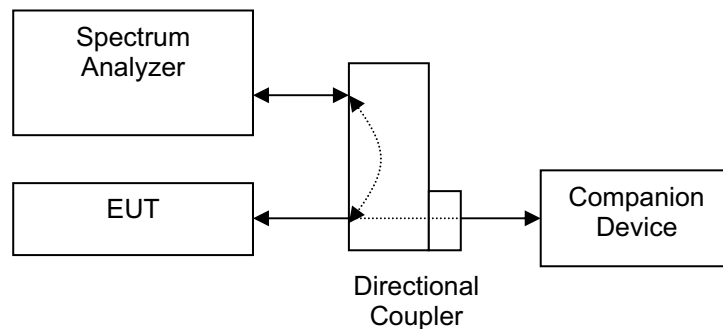 Spectrum
Analyzer
EUT
Companion
Device
Directional
Coupler